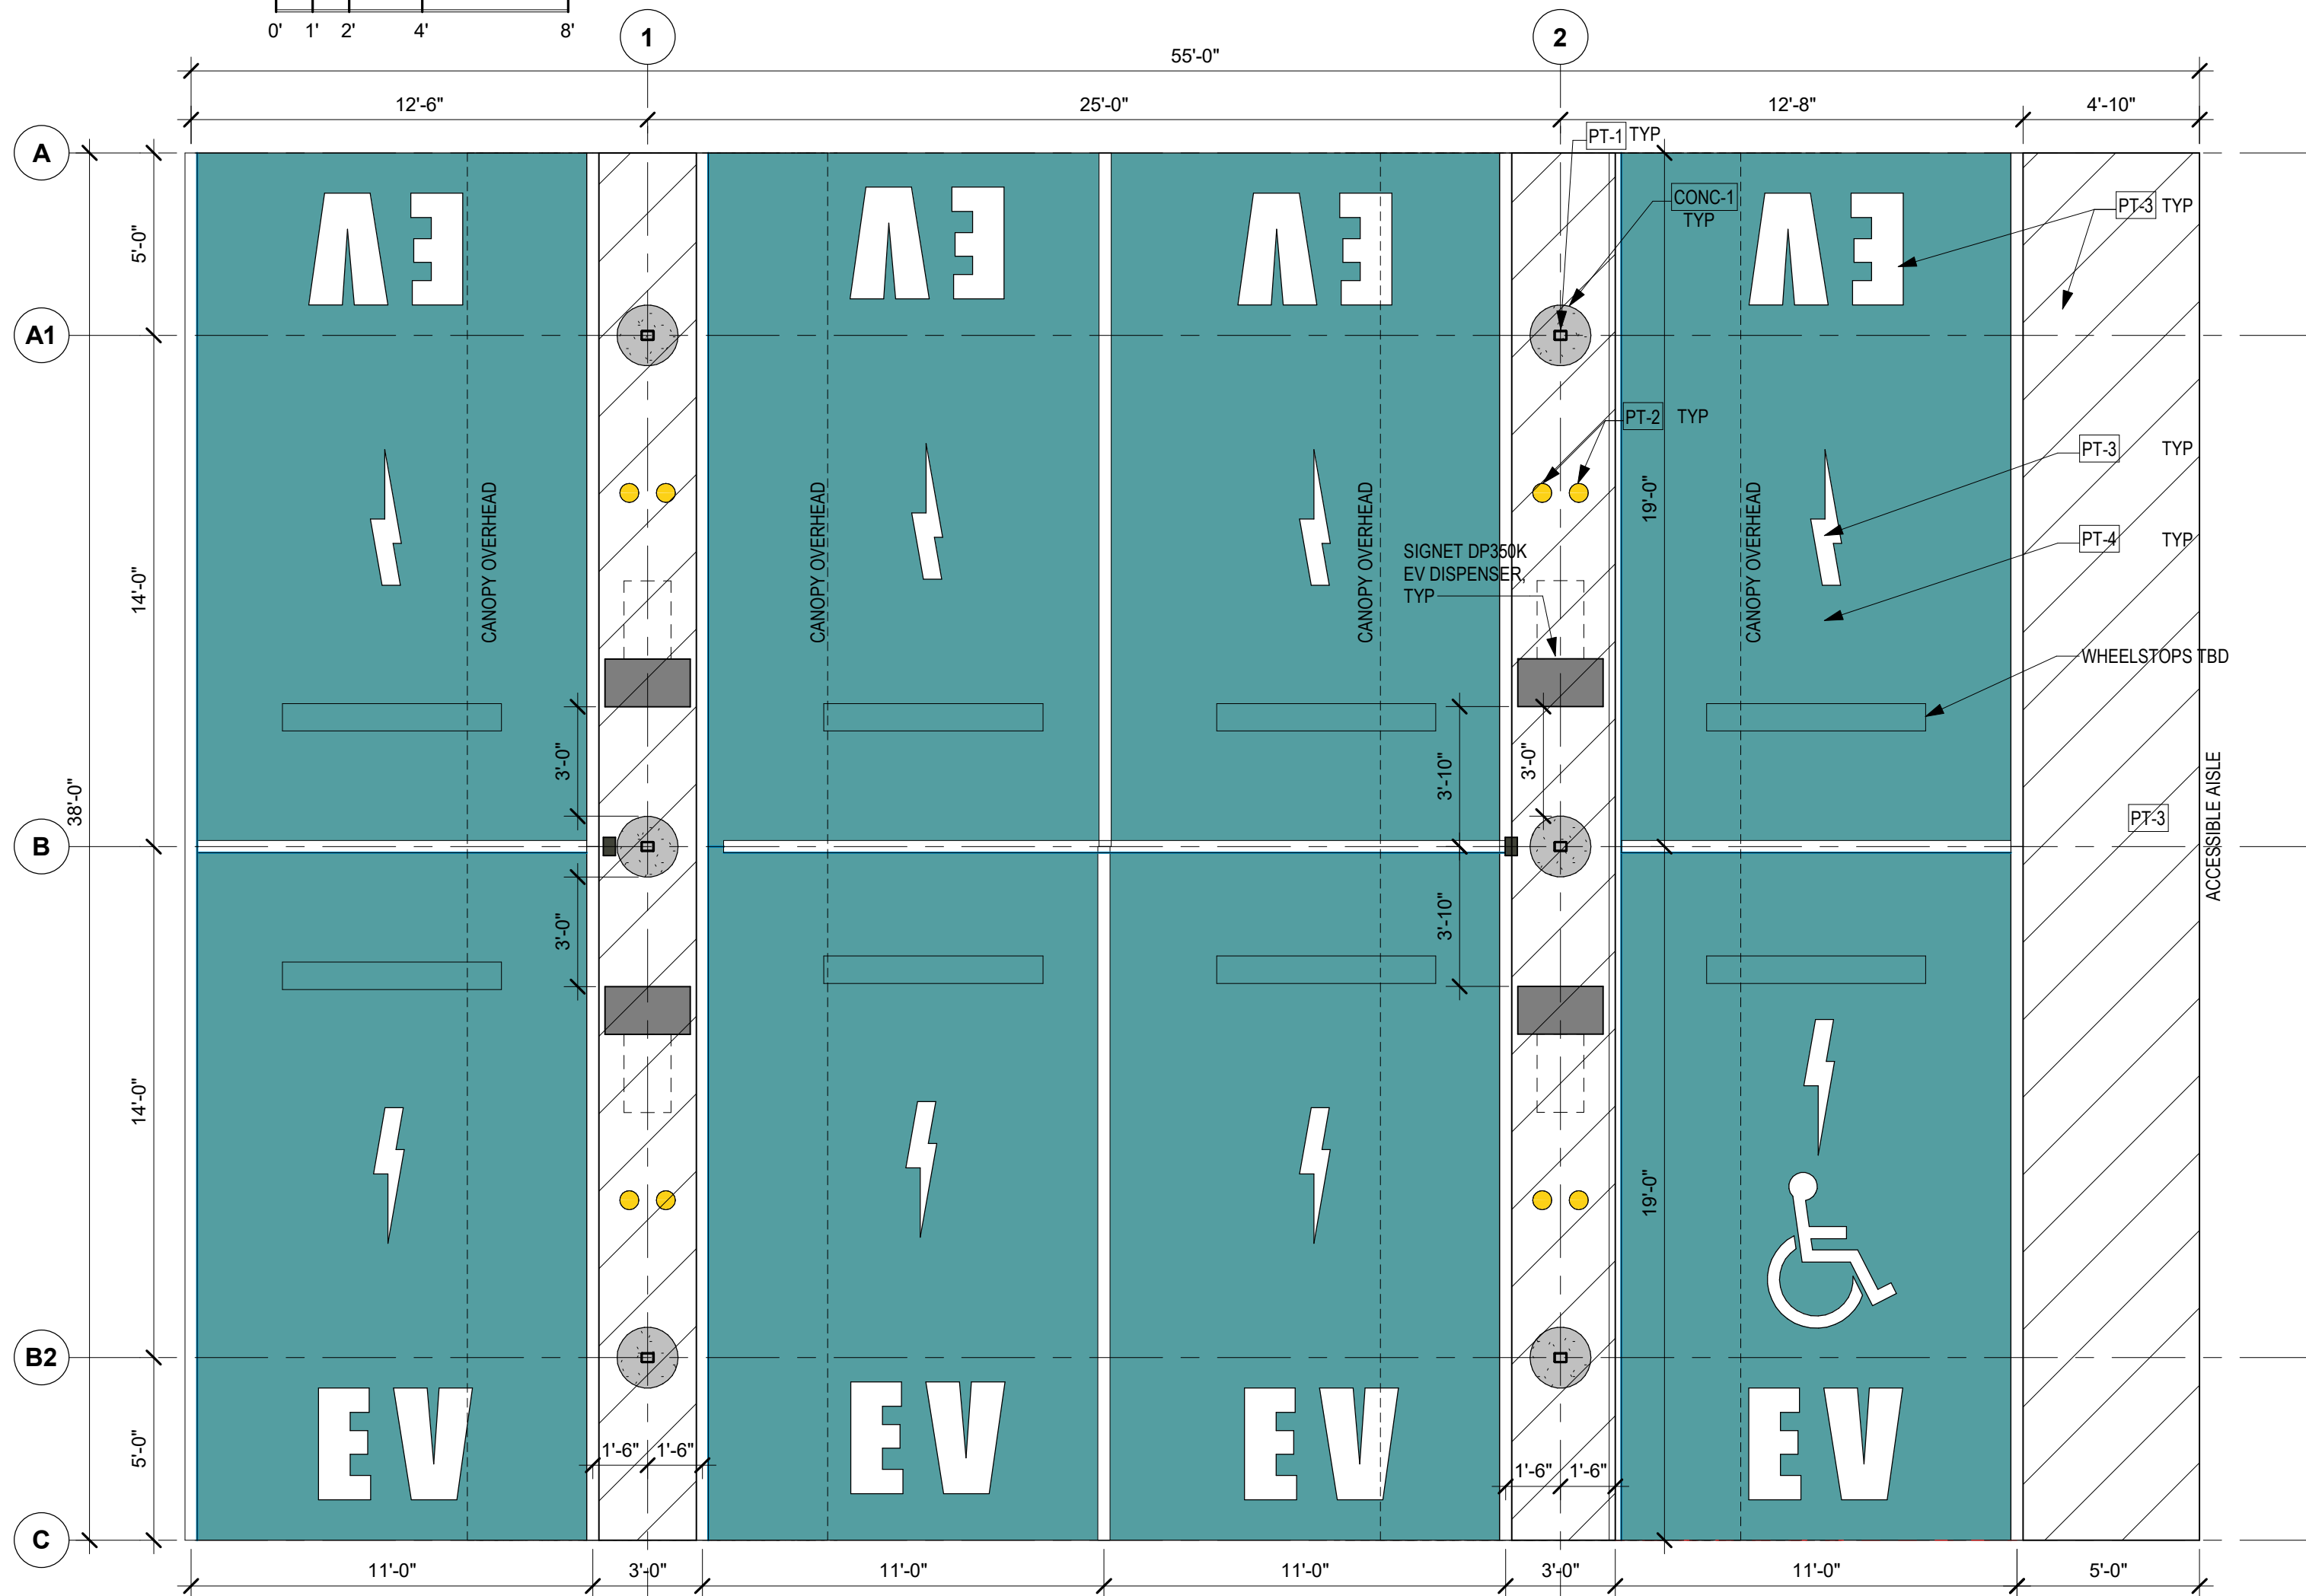 0' 1' 2' 4' 8'
1
2
55'-0"
12'-6"
25'-0"
12'-8"
4'-10"
A
A1
B
B2
C
38'-0"
5'-0"
14'-0"
14'-0"
5'-0"
PT-1 TYP
CONC-1
TYP
PT-3 TYP
EV
EV
EV
EV
PT-2 TYP
PT-3 TYP
PT-4 TYP
19'-0"
CANOPY OVERHEAD
CANOPY OVERHEAD
CANOPY OVERHEAD
CANOPY OVERHEAD
SIGNET DP350K
EV DISPENSER,
TYP
WHEELSTOPS TBD
3'-0"
3'-10"
3'-0"
PT-3
ACCESSIBLE AISLE
3'-0"
3'-10"
19'-0"
EV
EV
EV
EV
1'-6" 1'-6"
1'-6" 1'-6"
11'-0"
3'-0"
11'-0"
11'-0"
3'-0"
11'-0"
5'-0"